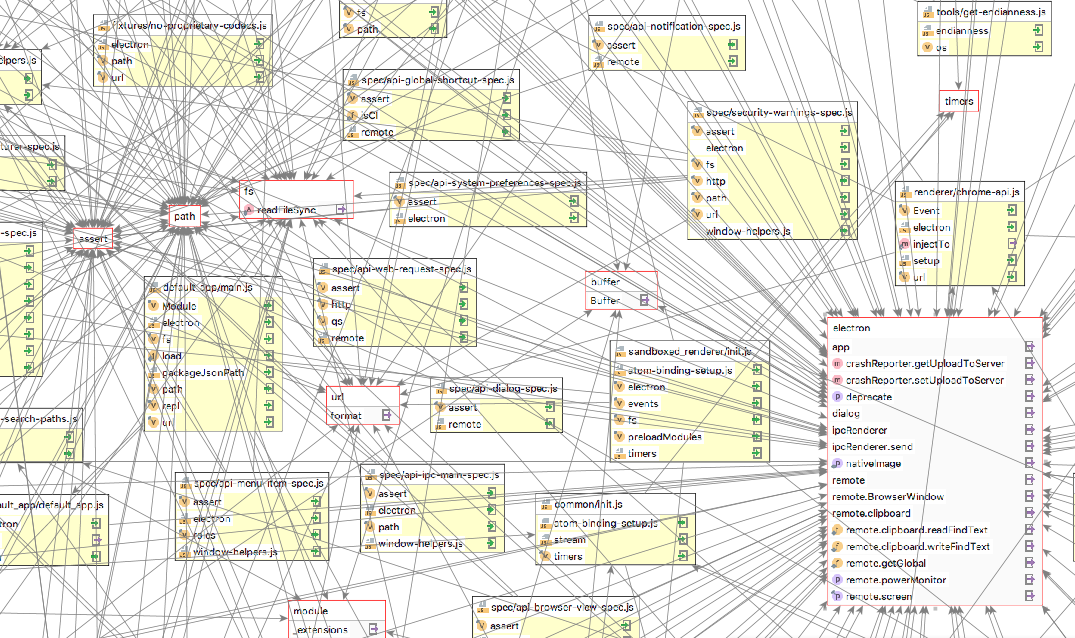 fixtures/no-proprietary-codecs.js
electron
path
url
fs
path
spec/api-notification-spec.js
assert
remote
tools/get-endianness.js
endianness
os
timers
spec/api-global-shortcut-spec.js
assert
isCI
remote
spec/security-warnings-spec.js
assert
electron
fs
http
path
url
window-helpers.js
fs
readFileSync
path
assert
spec/api-system-preferences-spec.js
assert
electron
renderer/chrome-api.js
Event
electron
injectTo
setup
url
-spec.js
default_app/main.js
Module
electron
fs
load
packageJsonPath
path
repl
url
spec/api-web-request-spec.js
assert
http
qs
remote
buffer
Buffer
sandboxed_renderer/init.js
atom-binding-setup.js
electron
events
fs
preloadModules
timers
electron
app
crashReporter.getUploadToServer
crashReporter.setUploadToServer
deprecate
dialog
ipcRenderer
ipcRenderer.send
nativeImage
remote
remote.BrowserWindow
remote.clipboard
remote.clipboard.readFindText
remote.clipboard.writeFindText
remote.getGlobal
remote.powerMonitor
remote.screen
url
format
spec/api-dialog-spec.js
assert
remote
-search-paths.js
ult_app/default_app.js
tron
spec/api-menu-item-spec.js
assert
electron
roles
window-helpers.js
spec/api-ipc-main-spec.js
assert
electron
path
window-helpers.js
common/init.js
atom-binding-setup.js
stream
timers
module
extensions
spec/api-browser-view-spec.js
assert